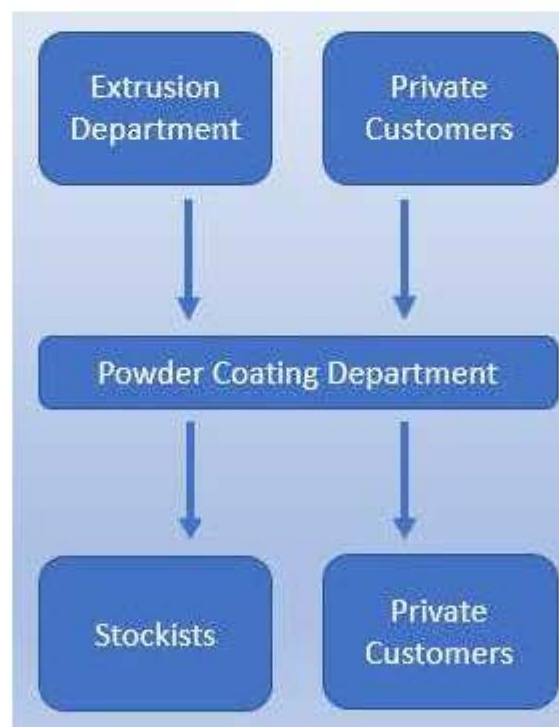 Extrusion
Department
Private
Customers
Powder Coating Department
Stockists
Private
Customers